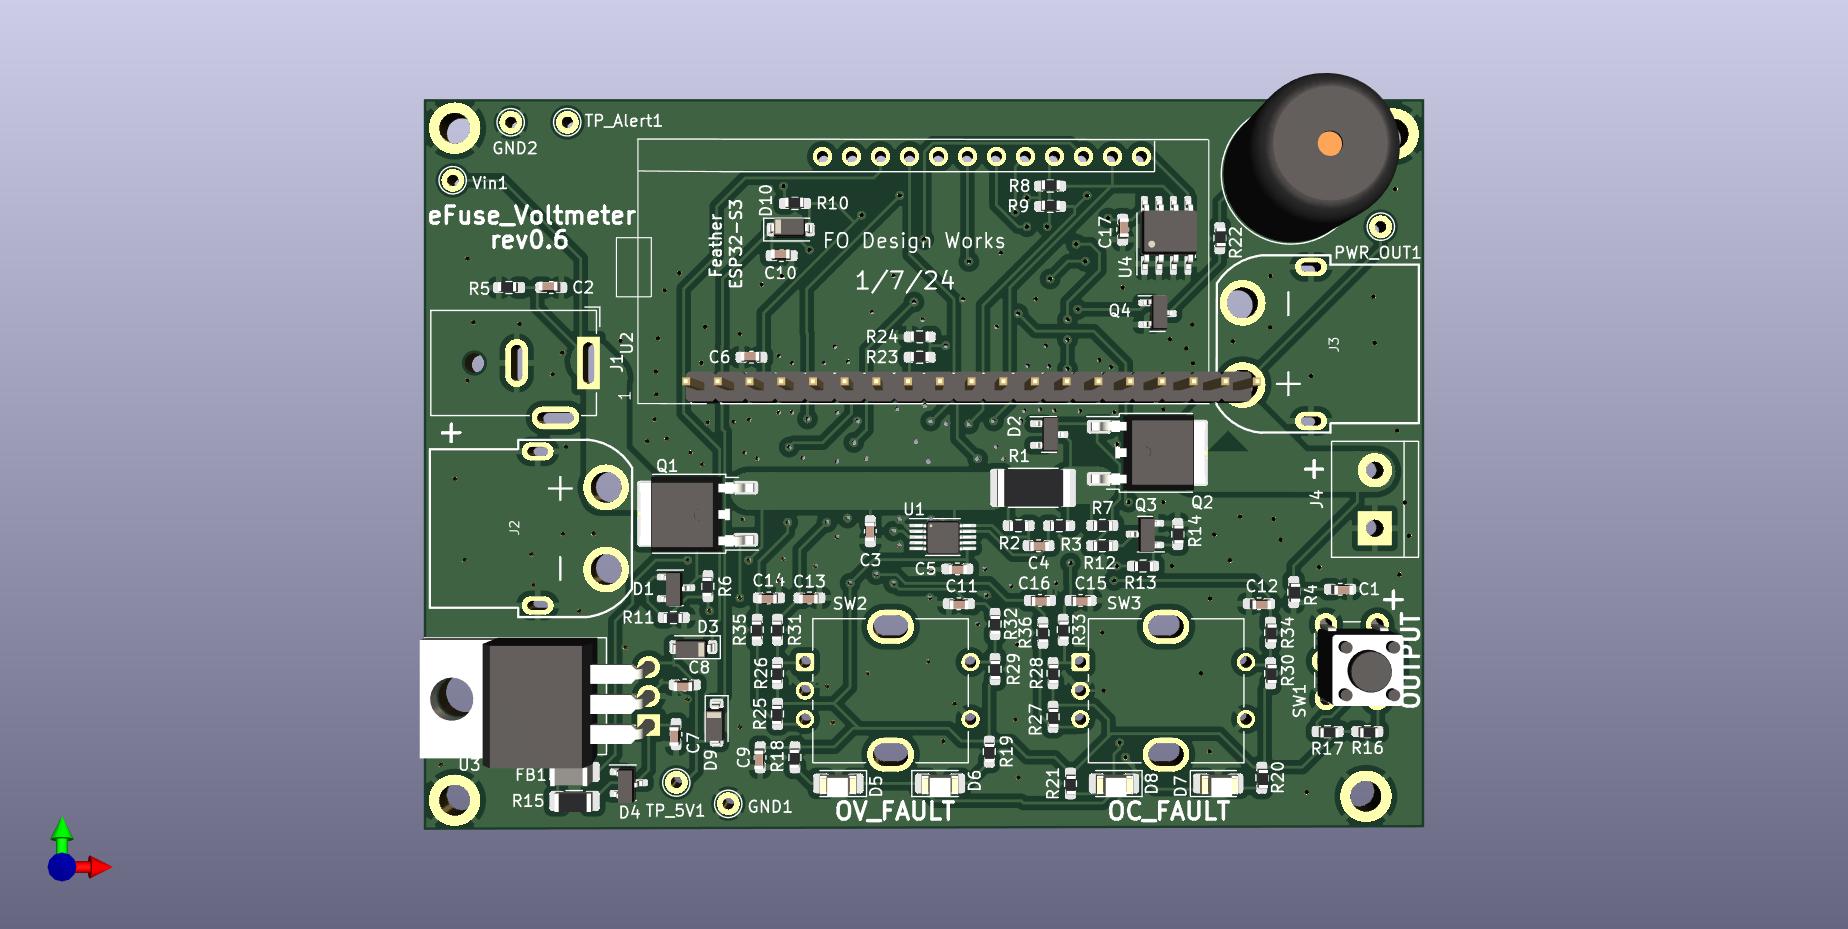 GND2
TP_Alert1
Vin1
eFuse_Voltmeter
rev0.6
D10
R10
C10
Feather
ESP32-S3
FO Design Works
1/7/24
R8
R9
C17
U4
R22
PWR_OUT1
Q4
R5
C2
J1
U2
1
C6
R24
R23
J3
−
+
+
J2
+
−
Q1
D2
R1
Q2
+
J4
U1
C3
C5
R2
C4
R3
R7
Q3
R14
R12
R13
D1
R6
R11
C14
C13
C11
C16
C15
C12
R4
C1
+
OUTPUT
SW2
SW3
D3
C8
R35
R31
R32
R36
R33
R34
R26
R29
R28
R30
R25
R27
SW1
R17
R16
U3
C7
D9
C9
R18
R19
R21
R20
FB1
R15
D4
TP_5V1
GND1
D5
D6
D8
D7
OV_FAULT
OC_FAULT